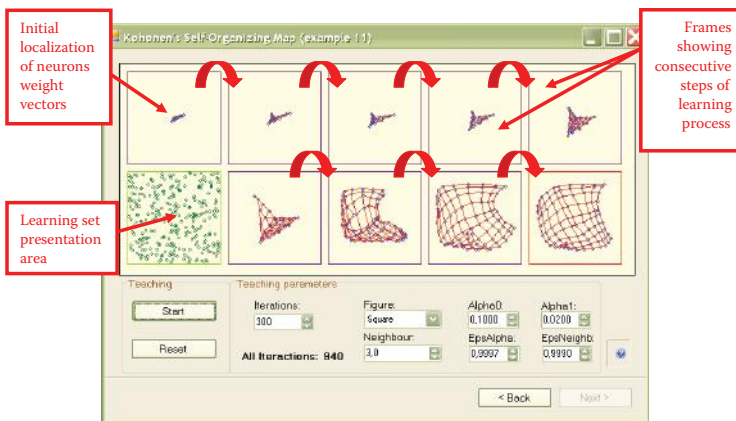 Initial
localization
of neurons
weight
vectors
Kohonen's Self-Organizing Map (example 11)
Frames
showing
consecutive
steps of
learning
process
Learning set
presentation
area
Teaching
Start
Reset
Teaching parameters
Iterations:
300
All Iteractions: 940
Figure:
Square
Neighbour:
3,0
Alpha0:
0,1000
EpsAlpha:
0,9997
Alpha1:
0,0200
EpsNeighb:
0,9990
< Back
Next >